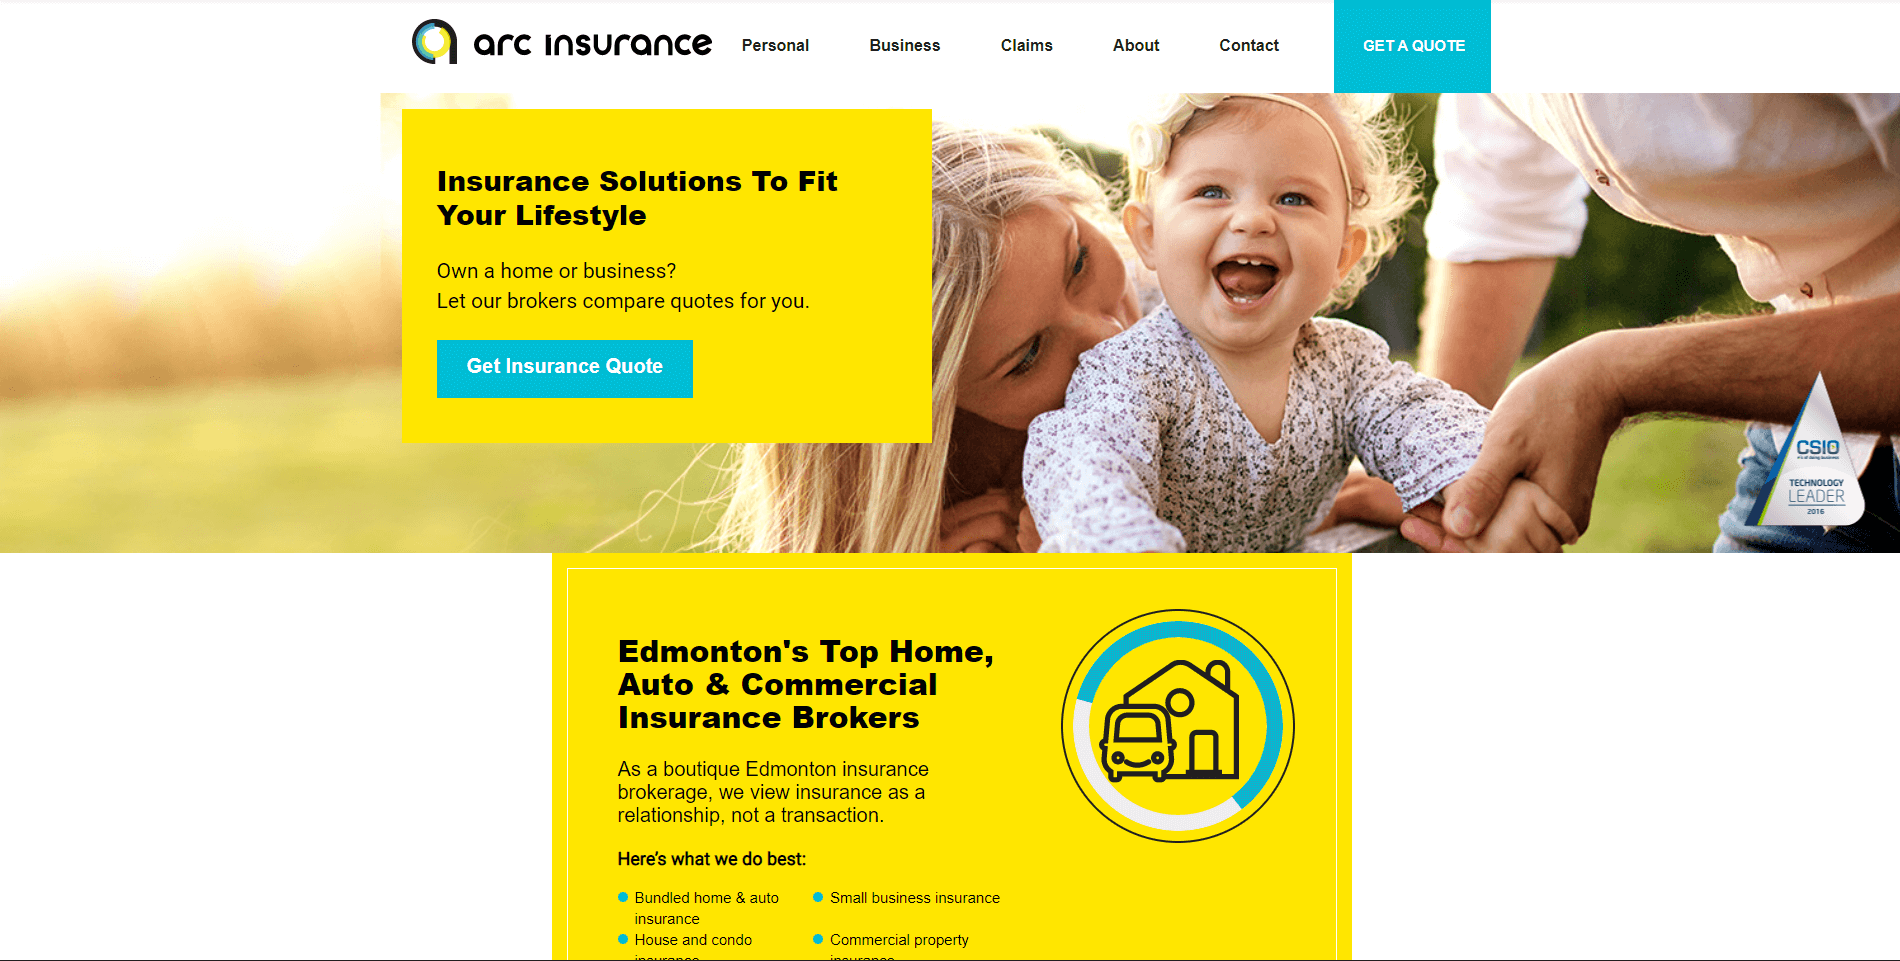 arc insurance
Personal
Business
Claims
About
Contact
GET A QUOTE
Insurance Solutions To Fit
Your Lifestyle
Own a home or business?
Let our brokers compare quotes for you.
Get Insurance Quote
CSIO
TECHNOLOGY
LEADER
2016
Edmonton's Top Home,
Auto & Commercial
Insurance Brokers
As a boutique Edmonton insurance
brokerage, we view insurance as a
relationship, not a transaction.
Here’s what we do best:
Bundled home & auto
insurance
Small business insurance
House and condo
insurance
Commercial property
insurance